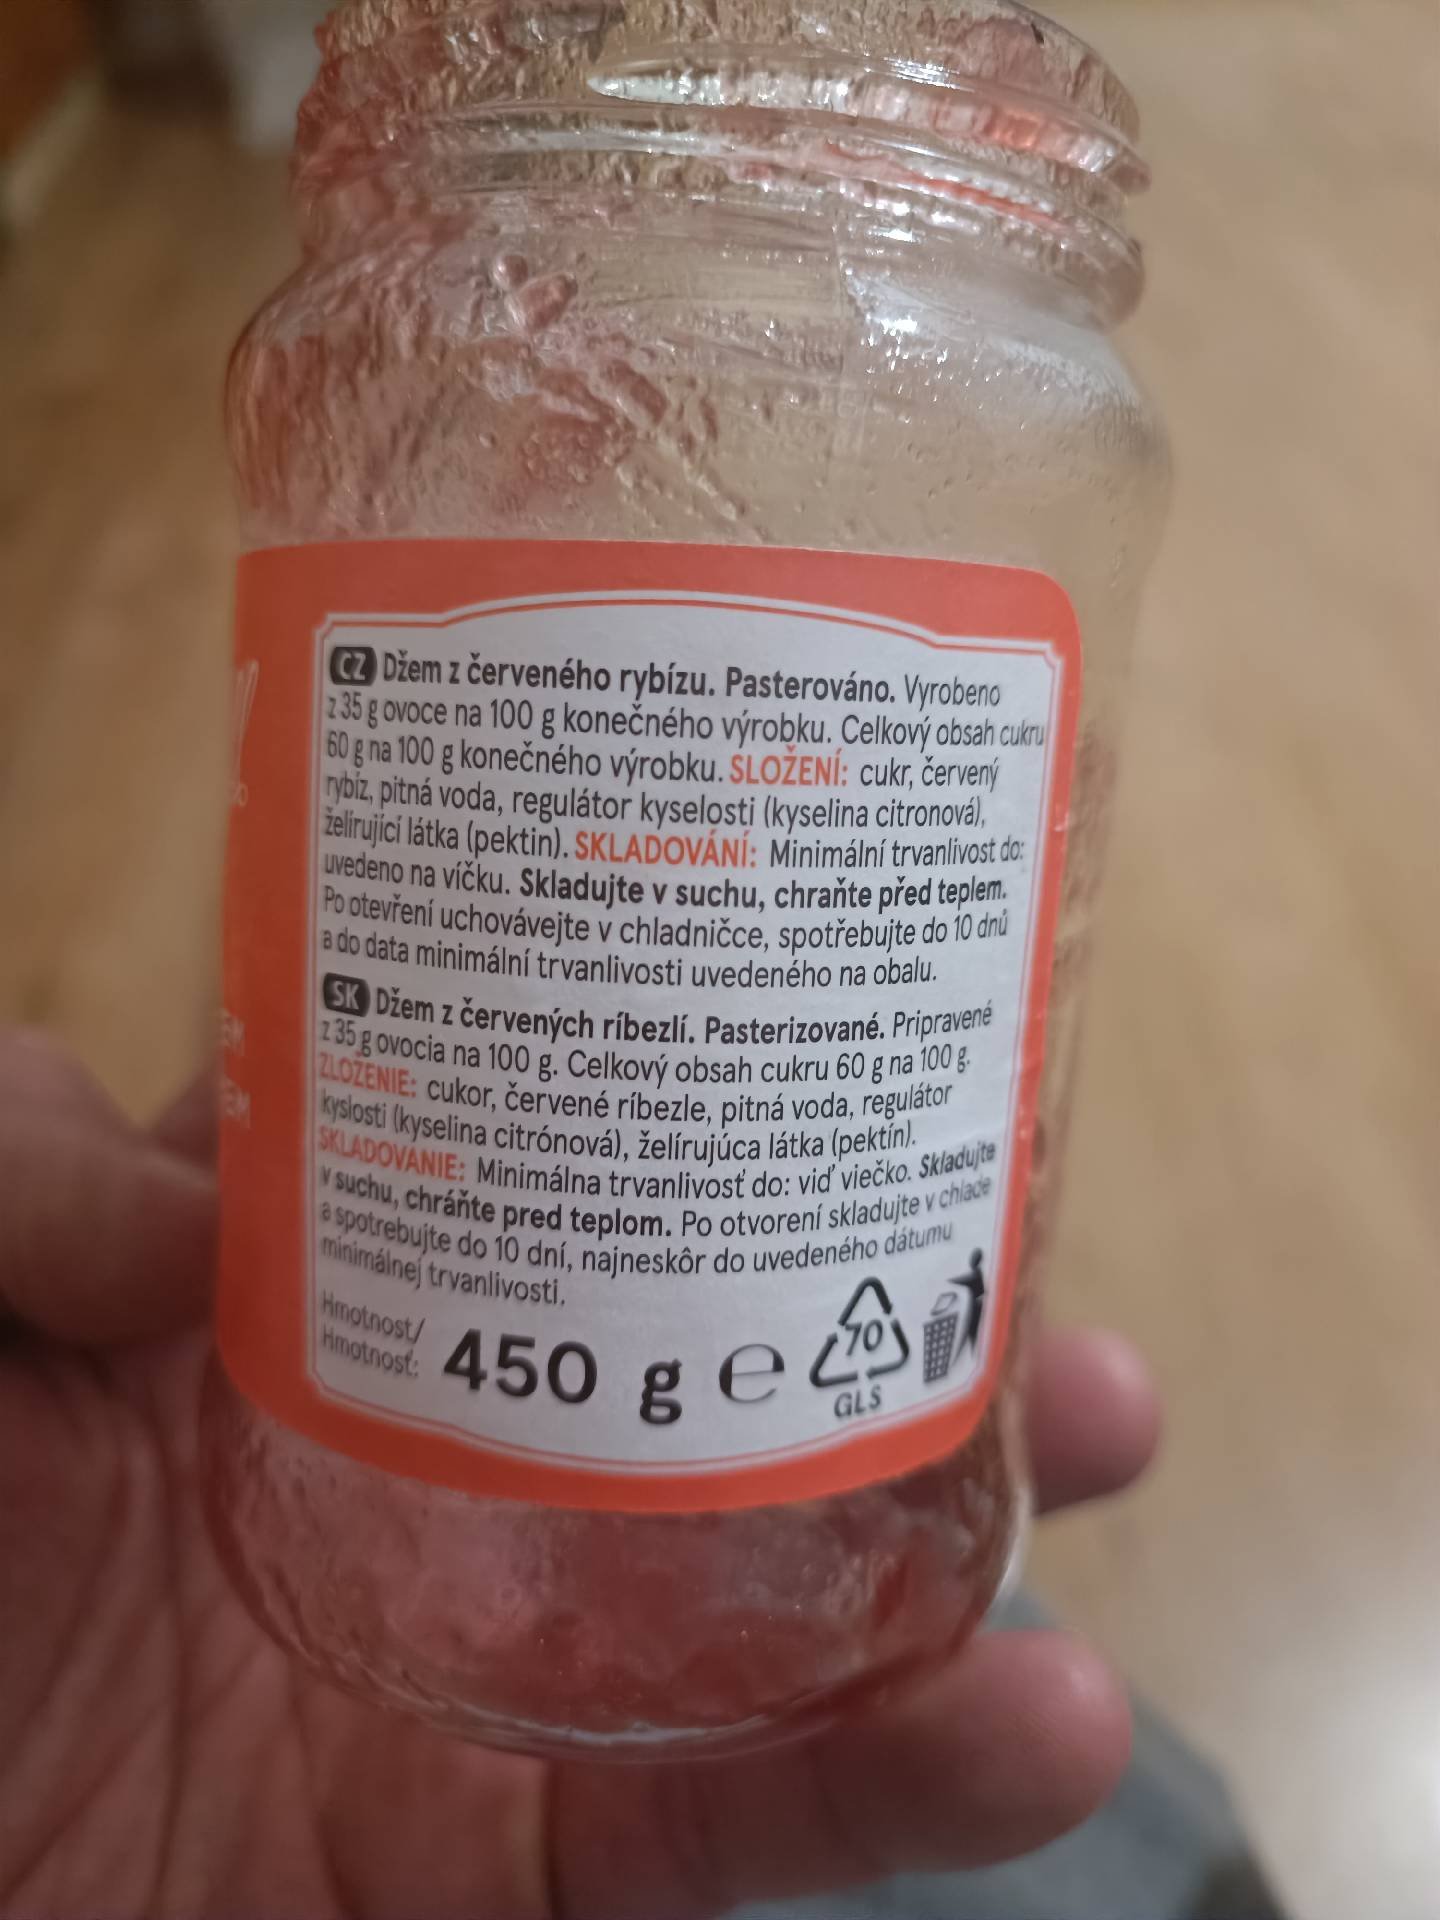 CZ Džem z červeného rybízu. Pasterováno. Vyrobeno
z 35 g ovoce na 100 g konečného výrobku. Celkový obsah cukru
60 g na 100 g konečného výrobku. SLOŽENÍ: cukr, červený
rybíz, pitná voda, regulátor kyselosti (kyselina citronová),
želírující látka (pektin). SKLADOVÁNÍ: Minimální trvanlivost do:
uvedeno na víčku. Skladujte v suchu, chraňte před teplem.
Po otevření uchovávejte v chladničce, spotřebujte do 10 dnů
a do data minimální trvanlivosti uvedeného na obalu.
SK Džem z červených ríbezlí. Pasterizované. Pripravené
z 35 g ovocia na 100 g. Celkový obsah cukru 60 g na 100 g.
ZLOŽENIE: cukor, červené ríbezle, pitná voda, regulátor
kyslosti (kyselina citrónová), želírujúca látka (pektín).
SKLADOVANIE: Minimálna trvanlivosť do: viď viečko. Skladujte
v suchu, chráňte pred teplom. Po otvorení skladujte v chlade
a spotrebujte do 10 dní, najneskôr do uvedeného dátumu
minimálnej trvanlivosti.
Hmotnost/
Hmotnosť: 450 g e
70
GLS